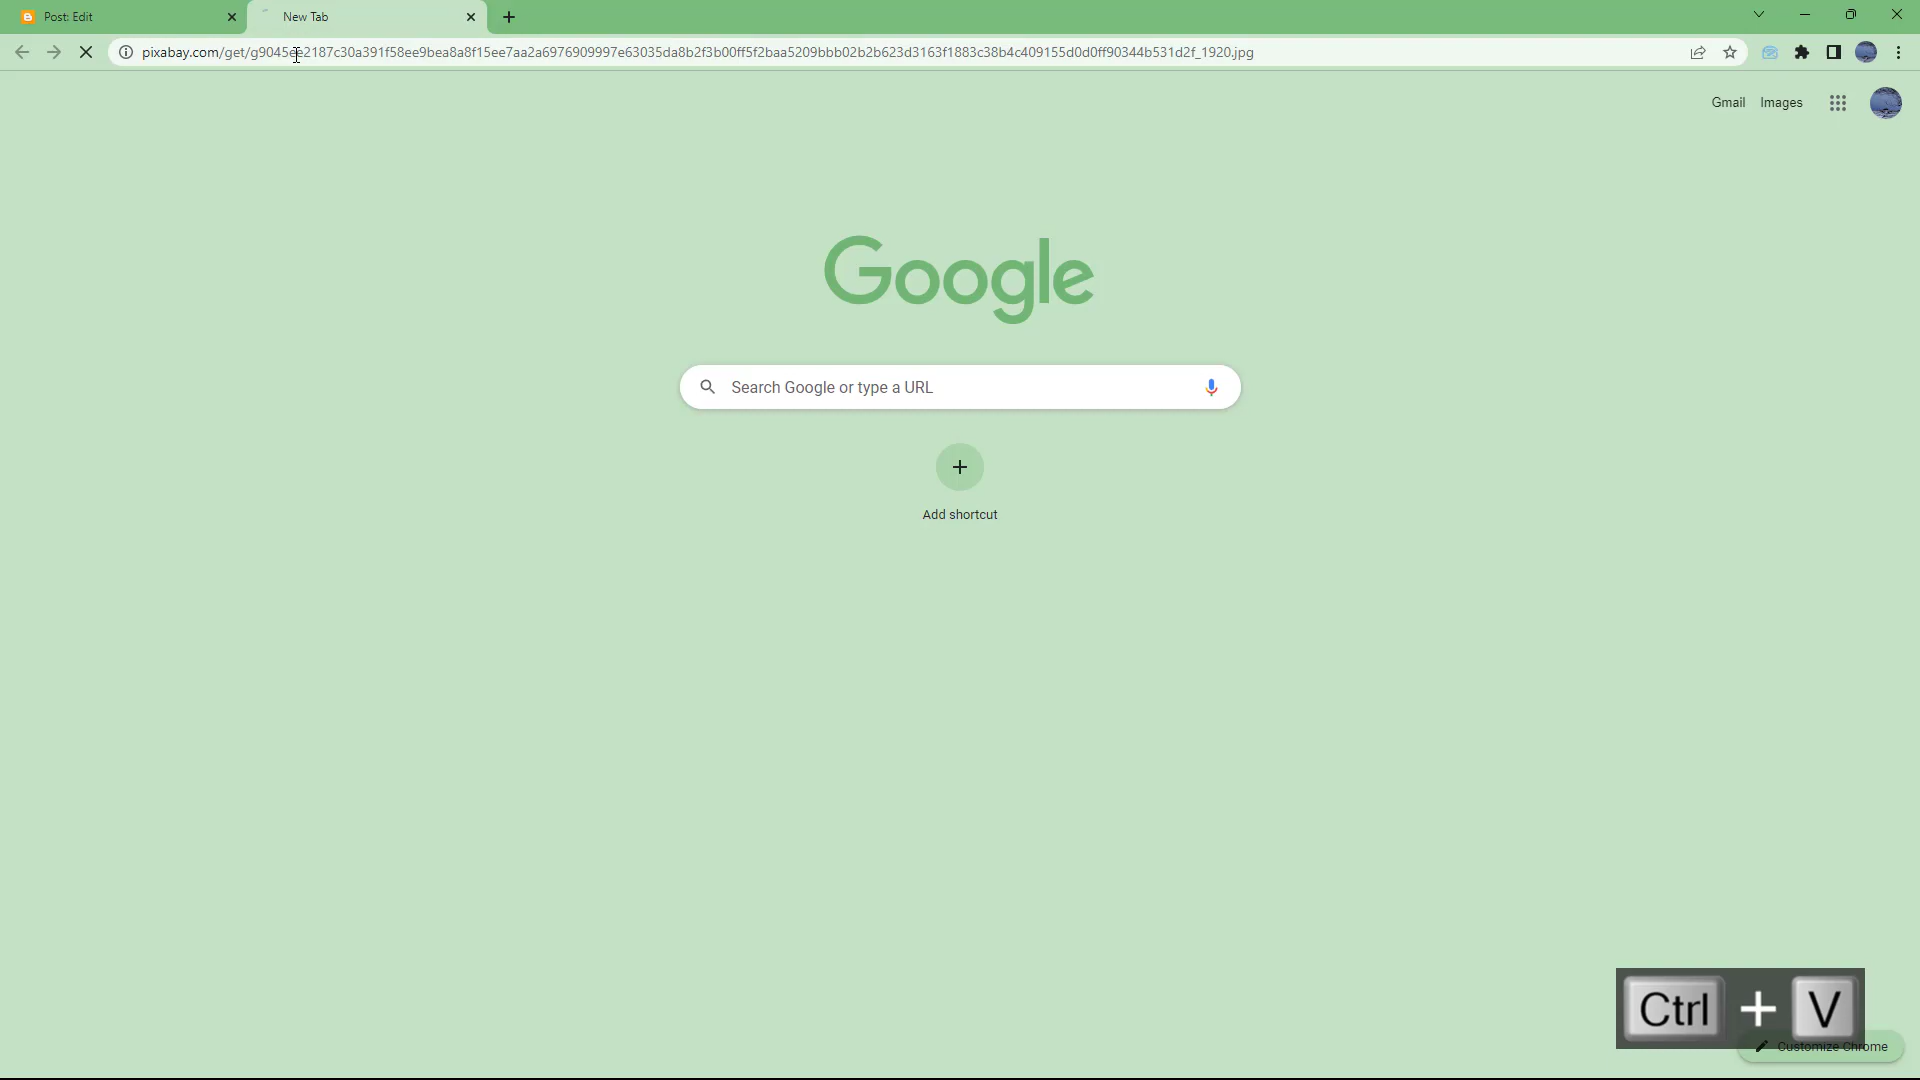 Post: Edit
New Tab
pixabay.com/get/g9045ee2187c30a391f58ee9bea8a8f15ee7aa2a6976909997e63035da8b2f3b00ff5f2baa5209bbb02b2b623d3163f1883c38b4c409155d0d0ff90344b531d2f_1920.jpg
Gmail Images
Google
Search Google or type a URL
Add shortcut
Ctrl + V
Customize Chrome